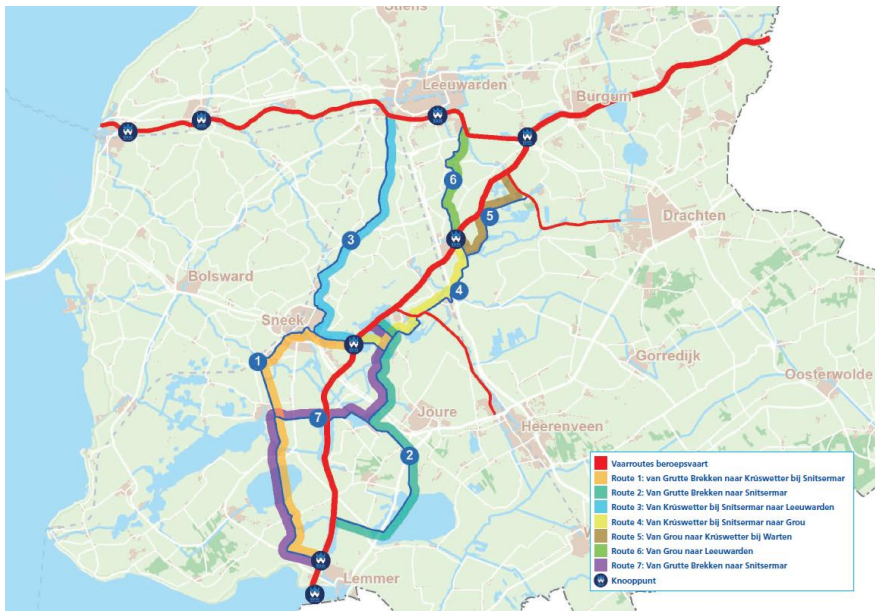 Stiens
Leeuwarden
Burgum
6
5
Drachten
3
4
Bolsward
Sneek
1
Gorredijk
Oosterwolde
7
Joure
Heerenveen
2
Lemmer
Vaarroutes beroepsvaart
Route 1: van Grutte Brekken naar Krúswetter bij Snitsermar
Route 2: Van Grutte Brekken naar Snitsermar
Route 3: Van Krúswetter bij Snitsermar naar Leeuwarden
Route 4: Van Krúswetter bij Snitsermar naar Grou
Route 5: Van Grou naar Krúswetter bij Warten
Route 6: Van Grou naar Leeuwarden
Route 7: Van Grutte Brekken naar Snitsermar
Knooppunt